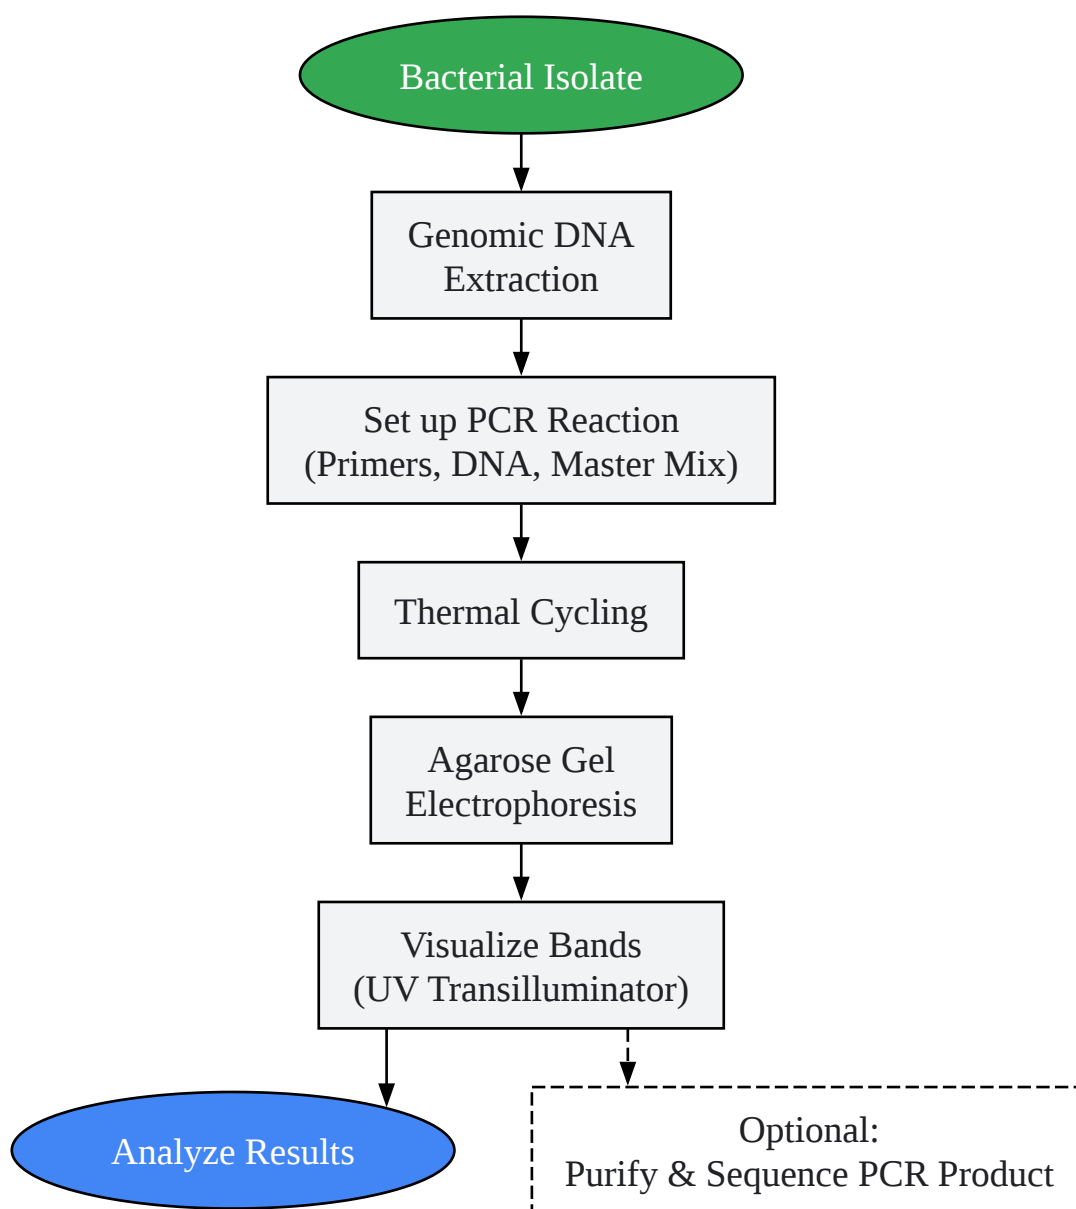 Bacterial Isolate
Genomic DNA
Extraction
Set up PCR Reaction
(Primers, DNA, Master Mix)
Thermal Cycling
Agarose Gel
Electrophoresis
Visualize Bands
(UV Transilluminator)
Analyze Results
Optional:
Purify & Sequence PCR Product